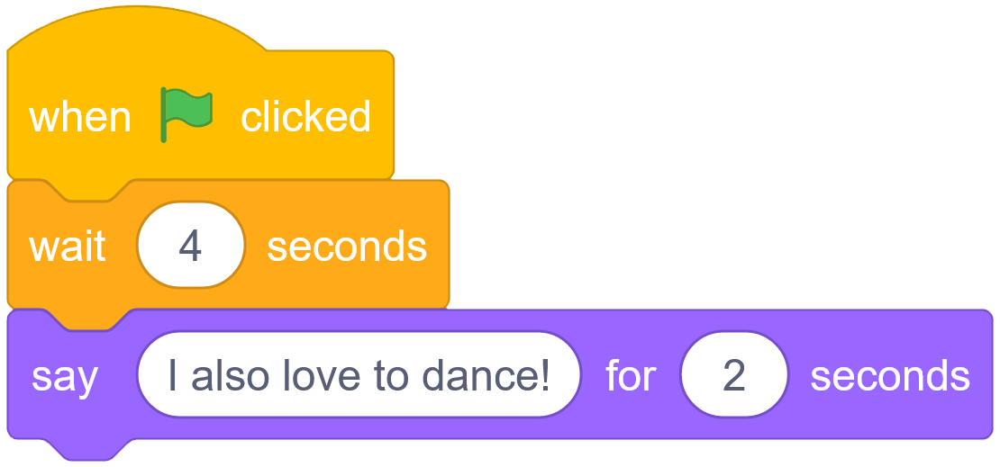 when clicked
wait 4 seconds
say I also love to dance! for 2 seconds